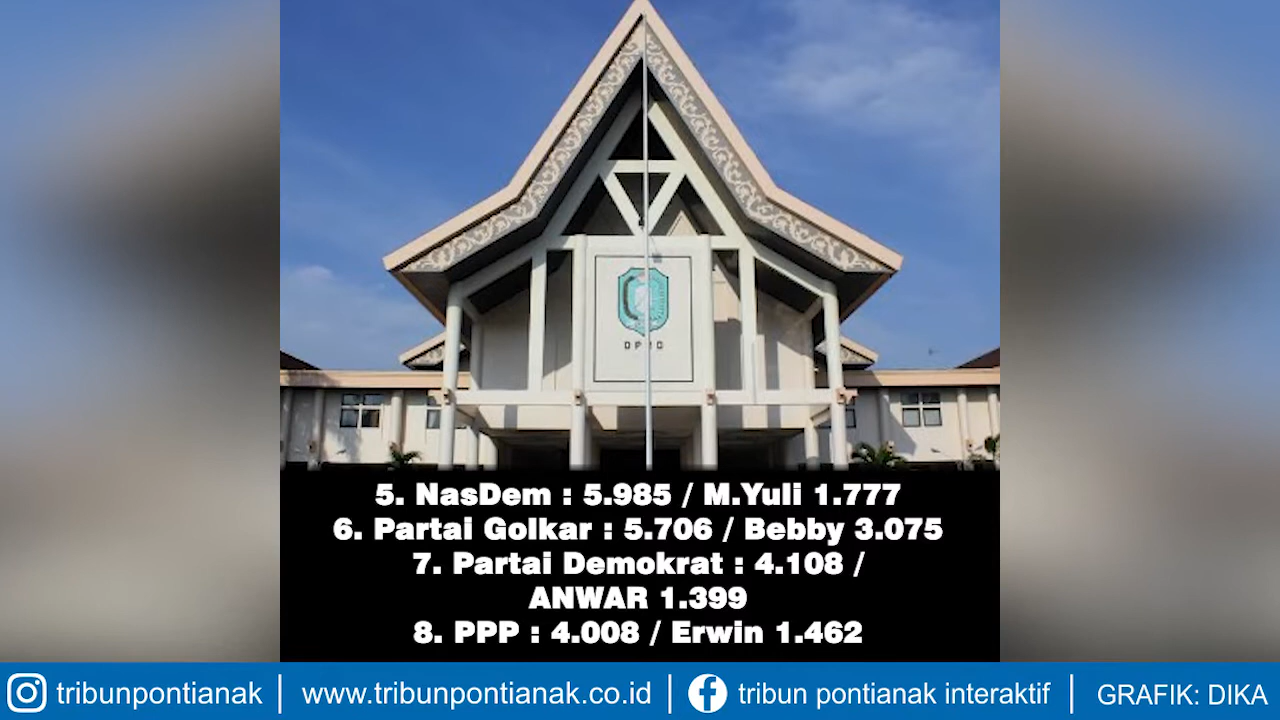 DPRD
5. NasDem : 5.985 / M.Yuli 1.777
6. Partai Golkar : 5.706 / Bebby 3.075
7. Partai Demokrat : 4.108 /
ANWAR 1.399
8. PPP : 4.008 / Erwin 1.462
tribunpontianak | www.tribunpontianak.co.id | tribun pontianak interaktif | GRAFIK: DIKA